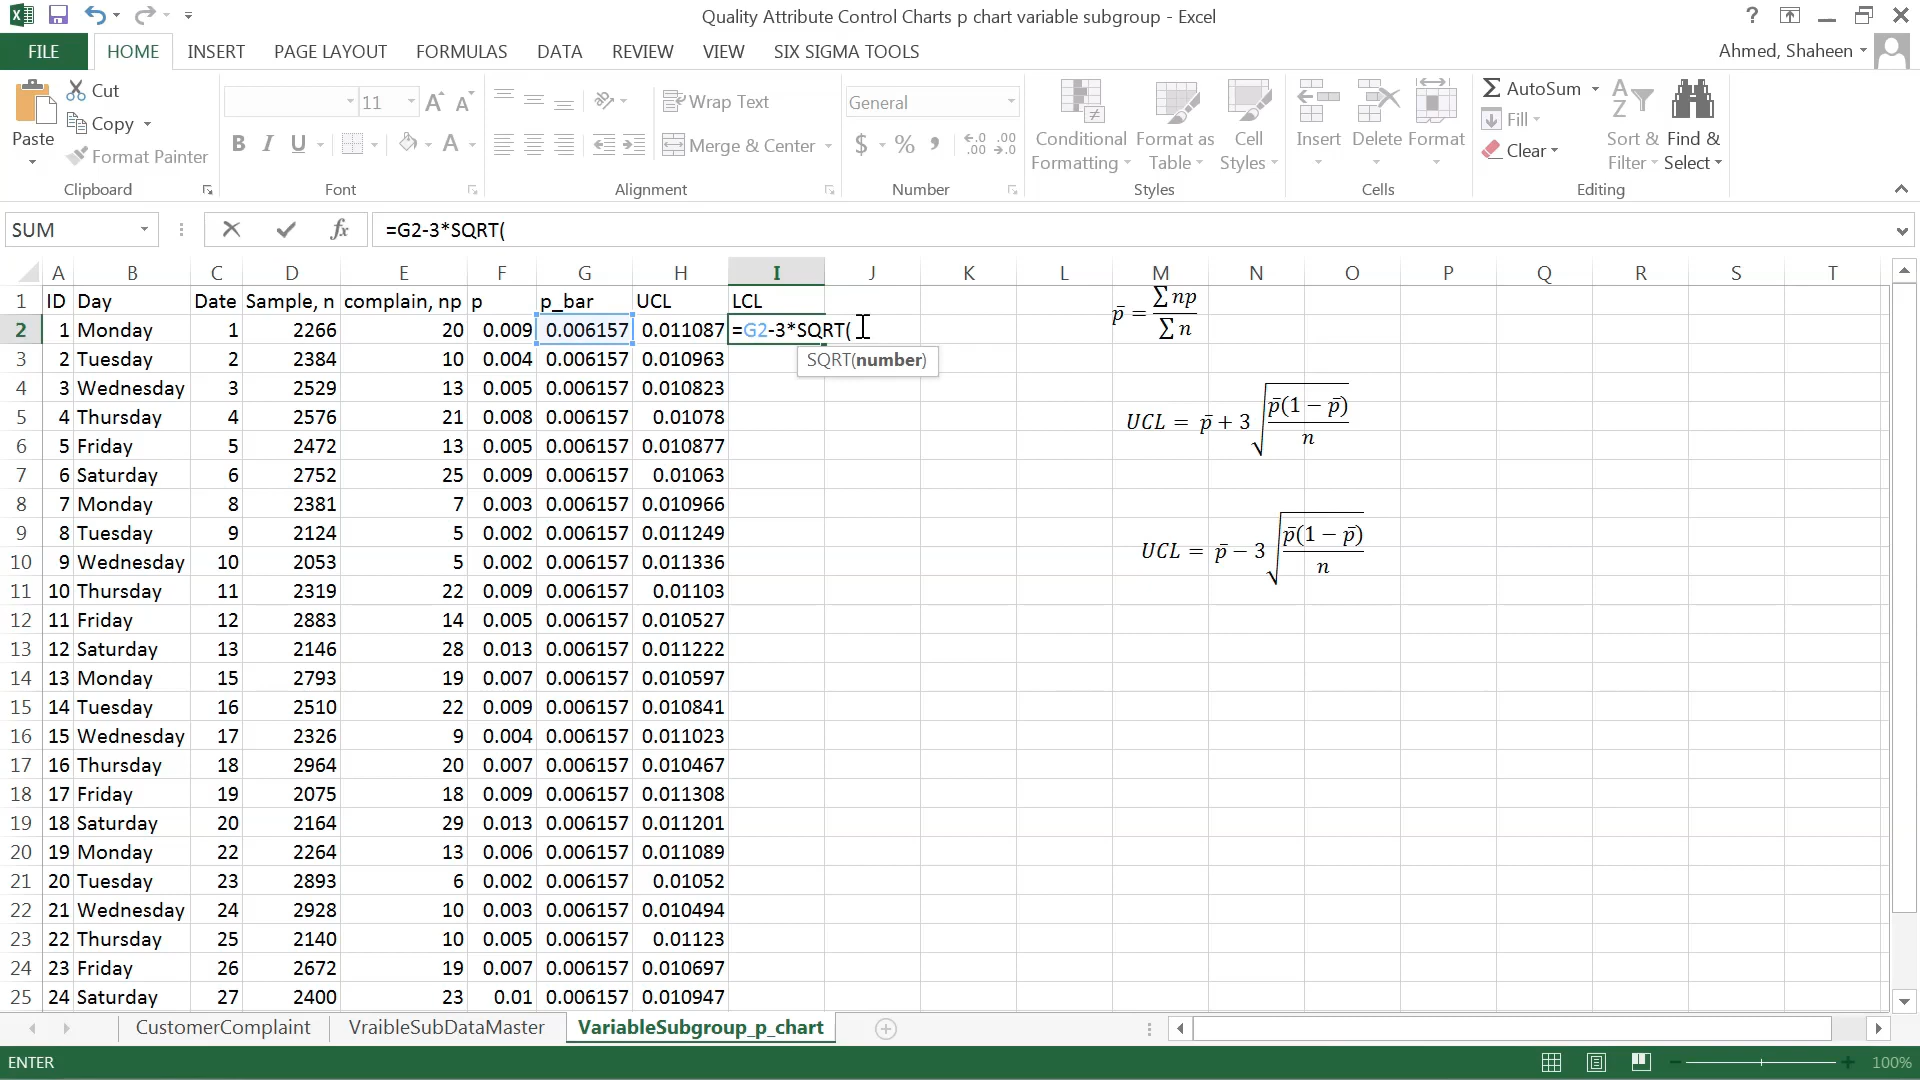 Quality Attribute Control Charts p chart variable subgroup - Excel
FILE HOME INSERT PAGE LAYOUT FORMULAS DATA REVIEW VIEW SIX SIGMA TOOLS Ahmed, Shaheen
Paste Cut Copy Format Painter
Clipboard
11
B I U
Font
Wrap Text
Merge & Center
Alignment
General
$ % ,
Number
Conditional Formatting Format as Table Cell Styles
Styles
Insert Delete Format
Cells
AutoSum Fill Clear
Sort & Filter Find & Select
Editing
SUM fx =G2-3*SQRT(
A B C D E F G H I J K L M N O P Q R S T
1 ID Day Date Sample, n complain, np p p_bar UCL LCL
2 1 Monday 1 2266 20 0.009 0.006157 0.011087 =G2-3*SQRT(
SQRT(number)
3 2 Tuesday 2 2384 10 0.004 0.006157 0.010963
4 3 Wednesday 3 2529 13 0.005 0.006157 0.010823
5 4 Thursday 4 2576 21 0.008 0.006157 0.01078
6 5 Friday 5 2472 13 0.005 0.006157 0.010877
7 6 Saturday 6 2752 25 0.009 0.006157 0.01063
8 7 Monday 8 2381 7 0.003 0.006157 0.010966
9 8 Tuesday 9 2124 5 0.002 0.006157 0.011249
10 9 Wednesday 10 2053 5 0.002 0.006157 0.011336
11 10 Thursday 11 2319 22 0.009 0.006157 0.01103
12 11 Friday 12 2883 14 0.005 0.006157 0.010527
13 12 Saturday 13 2146 28 0.013 0.006157 0.011222
14 13 Monday 15 2793 19 0.007 0.006157 0.010597
15 14 Tuesday 16 2510 22 0.009 0.006157 0.010841
16 15 Wednesday 17 2326 9 0.004 0.006157 0.011023
17 16 Thursday 18 2964 20 0.007 0.006157 0.010467
18 17 Friday 19 2075 18 0.009 0.006157 0.011308
19 18 Saturday 20 2164 29 0.013 0.006157 0.011201
20 19 Monday 22 2264 13 0.006 0.006157 0.011089
21 20 Tuesday 23 2893 6 0.002 0.006157 0.01052
22 21 Wednesday 24 2928 10 0.003 0.006157 0.010494
23 22 Thursday 25 2140 10 0.005 0.006157 0.01123
24 23 Friday 26 2672 19 0.007 0.006157 0.010697
25 24 Saturday 27 2400 23 0.01 0.006157 0.010947
p̄ = ∑np / ∑n
UCL = p̄ + 3√(p̄(1 − p̄) / n)
UCL = p̄ − 3√(p̄(1 − p̄) / n)
CustomerComplaint VraibleSubDataMaster VariableSubgroup_p_chart
ENTER 100%